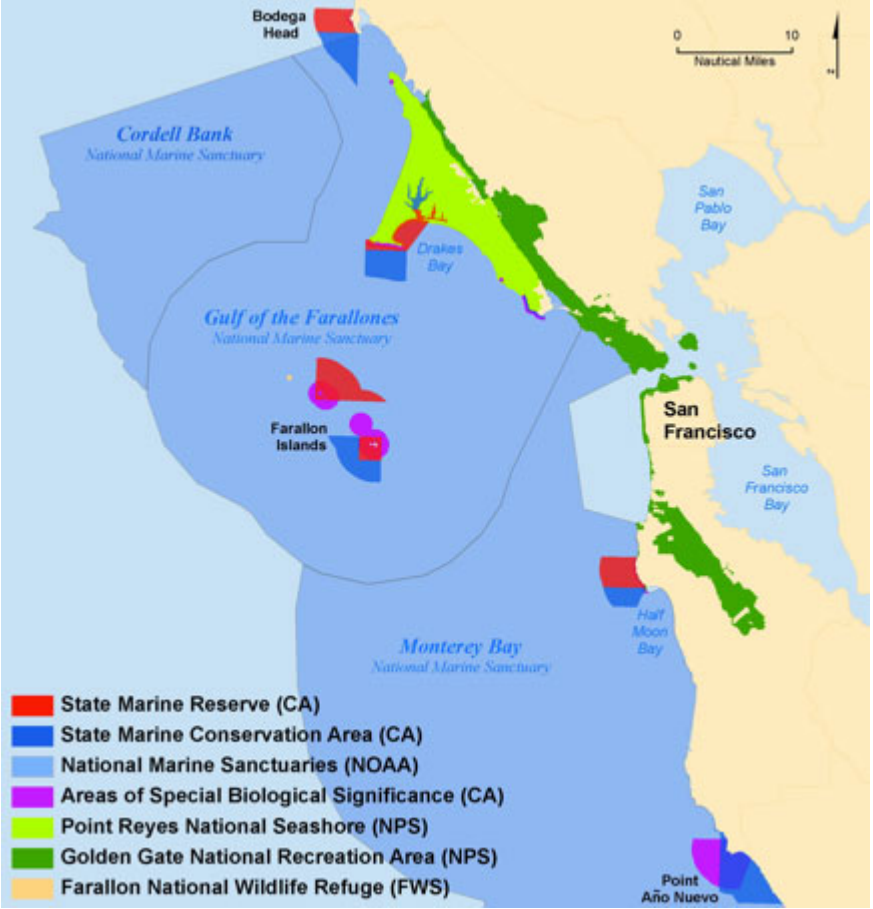 Bodega
Head
0 10
Nautical Miles
N
Cordell Bank
National Marine Sanctuary
San
Pablo
Bay
Drakes
Bay
Gulf of the Farallones
National Marine Sanctuary
San
Francisco
Farallon
Islands
San
Francisco
Bay
Half
Moon
Bay
Monterey Bay
National Marine Sanctuary
State Marine Reserve (CA)
State Marine Conservation Area (CA)
National Marine Sanctuaries (NOAA)
Areas of Special Biological Significance (CA)
Point Reyes National Seashore (NPS)
Golden Gate National Recreation Area (NPS)
Farallon National Wildlife Refuge (FWS)
Point
Año Nuevo